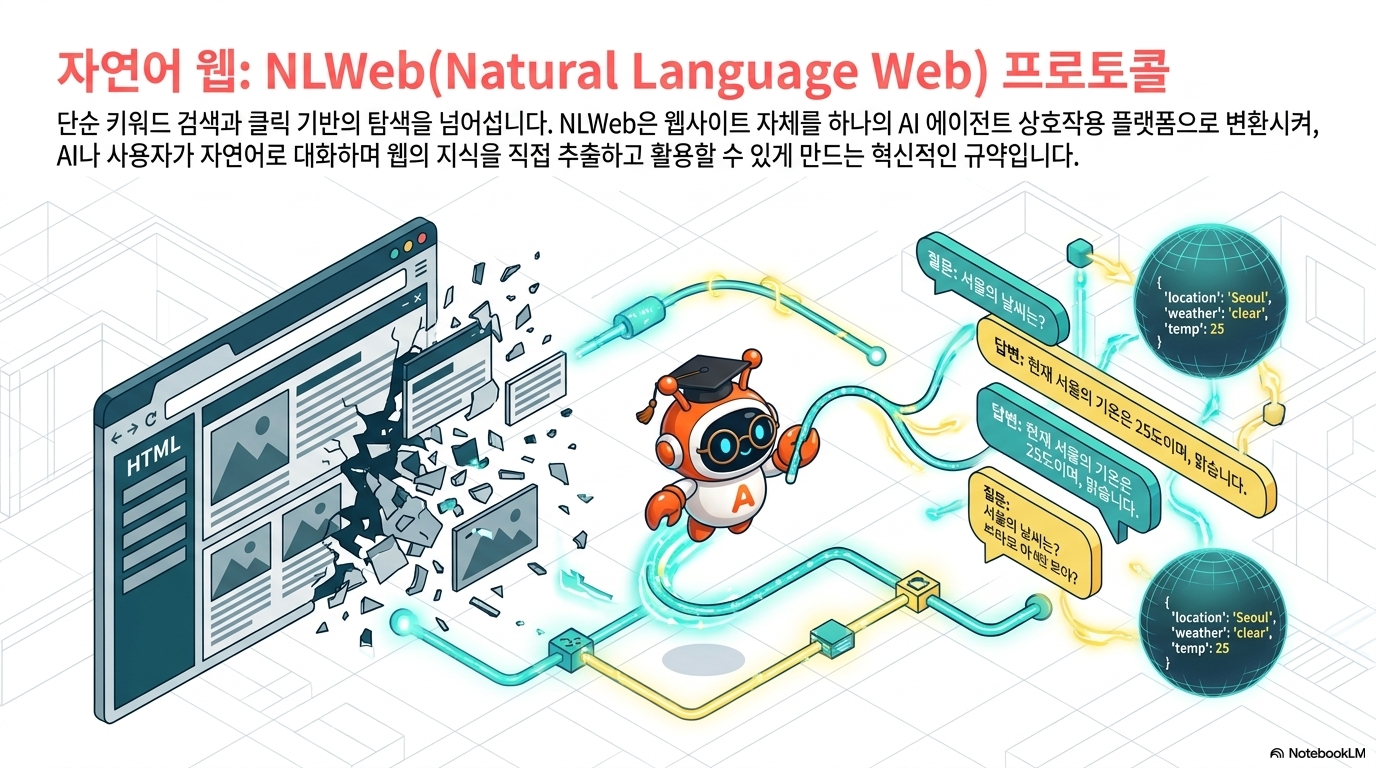 자연어 웹: NLWeb(Natural Language Web) 프로토콜
단순 키워드 검색과 클릭 기반의 탐색을 넘어섭니다. NLWeb은 웹사이트 자체를 하나의 AI 에이전트 상호작용 플랫폼으로 변환시켜,
AI나 사용자가 자연어로 대화하며 웹의 지식을 직접 추출하고 활용할 수 있게 만드는 혁신적인 규약입니다.
HTML
A
질문: 서울의 날씨는?
답변: 현재 서울의 기온은 25도이며, 맑습니다.
답변: 현재 서울의 기온은
25도이며, 맑습니다.
질문:
서울의 날씨는?
{
'location': 'Seoul',
'weather': 'clear',
'temp': 25
}
{
'location': 'Seoul',
'weather': 'clear',
'temp': 25
}
NotebookLM